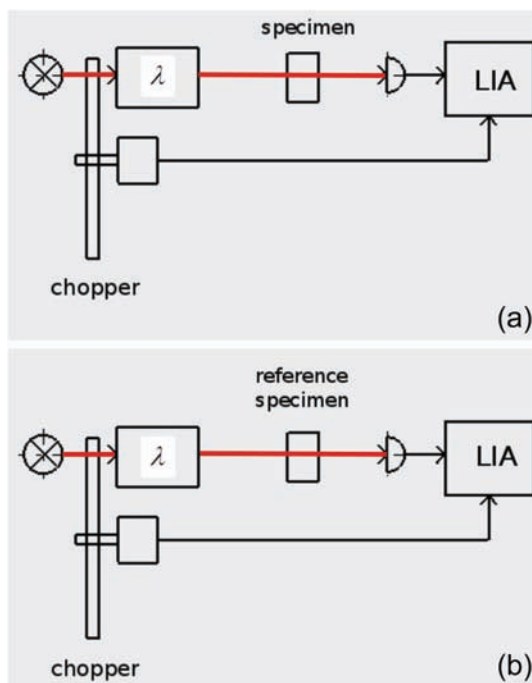 specimen
λ
LIA
chopper
(a)
reference
specimen
λ
LIA
chopper
(b)